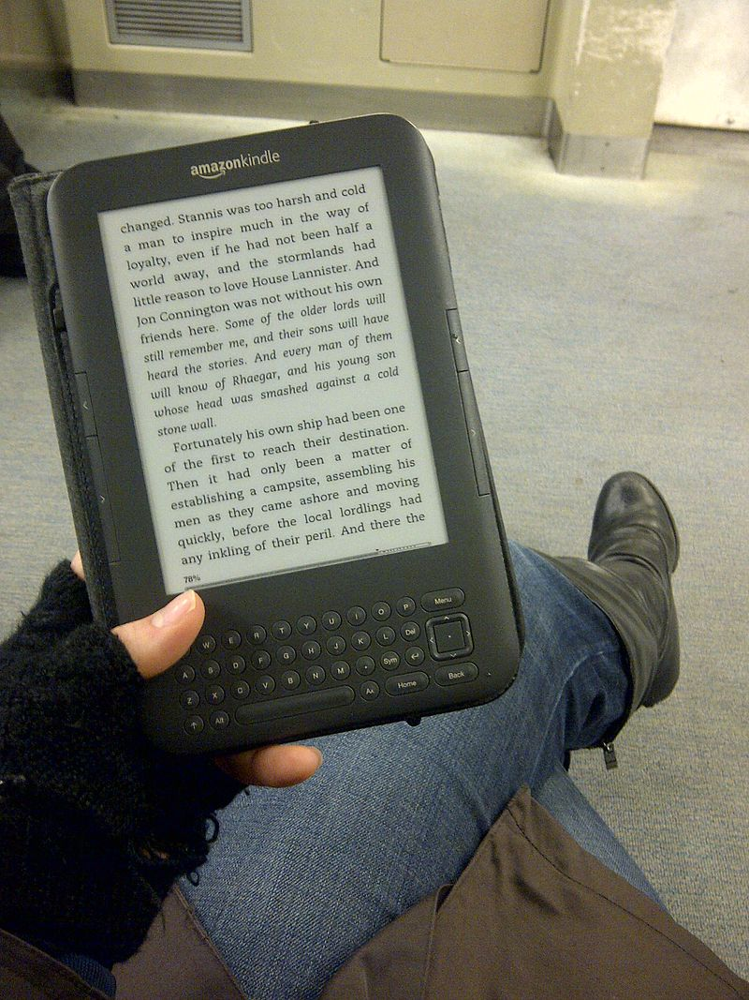 amazonkindle
changed. Stannis was too harsh and cold
a man to inspire much in the way of
loyalty, even if he had not been half a
world away, and the stormlands had
little reason to love House Lannister. And
Jon Connington was not without his own
friends here. Some of the older lords will
still remember me, and their sons will have
heard the stories. And every man of them
will know of Rhaegar, and his young son
whose head was smashed against a cold
stone wall.
Fortunately his own ship had been one
of the first to reach their destination.
Then it had only been a matter of
establishing a campsite, assembling his
men as they came ashore and moving
quickly, before the local lordlings had
any inkling of their peril. And there the
78%
W E R T Y U I O P Menu
A S D F G H J K L Del
Z X C V B N M . Sym ↵
↑ Alt Aa Home Back